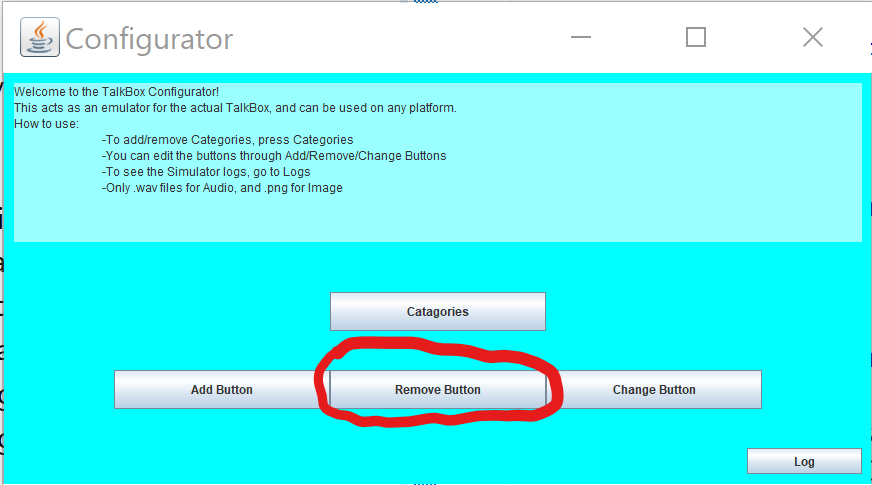 Configurator
Welcome to the TalkBox Configurator!
This acts as an emulator for the actual TalkBox, and can be used on any platform.
How to use:
-To add/remove Categories, press Categories
-You can edit the buttons through Add/Remove/Change Buttons
-To see the Simulator logs, go to Logs
-Only .wav files for Audio, and .png for Image
Catagories
Add Button
Remove Button
Change Button
Log